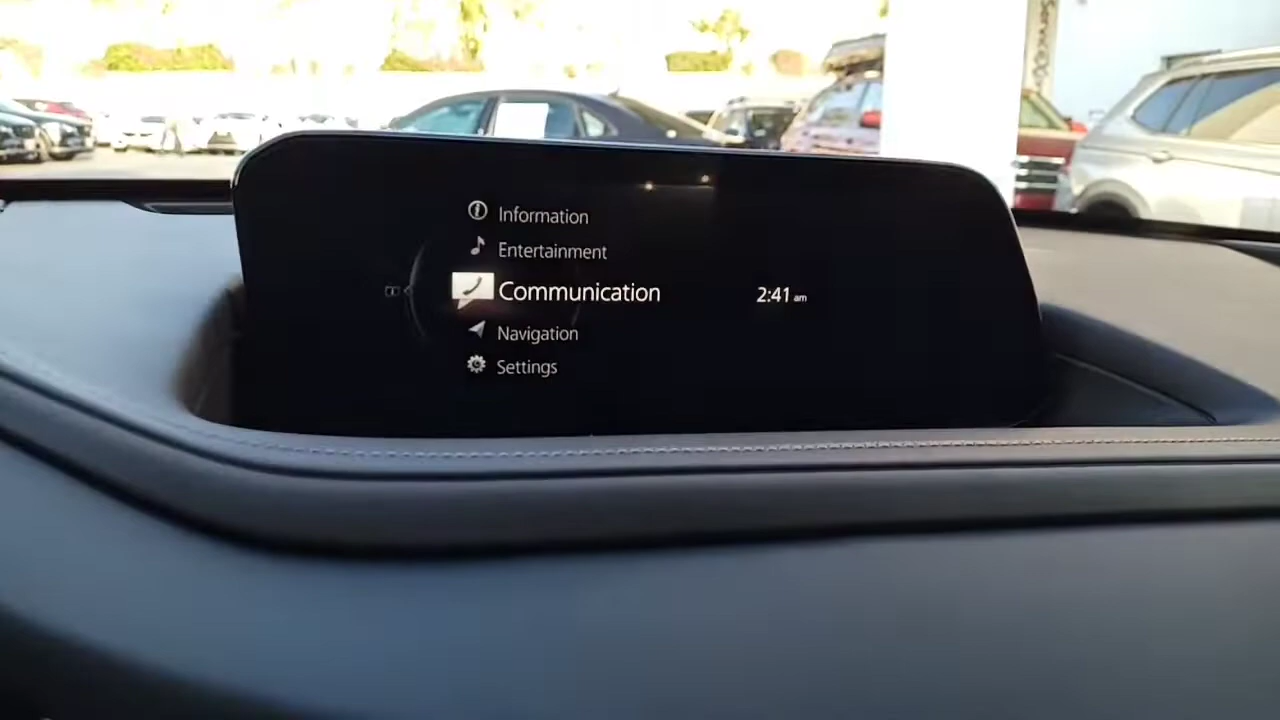 Information
Entertainment
Communication
2:41 am
Navigation
Settings